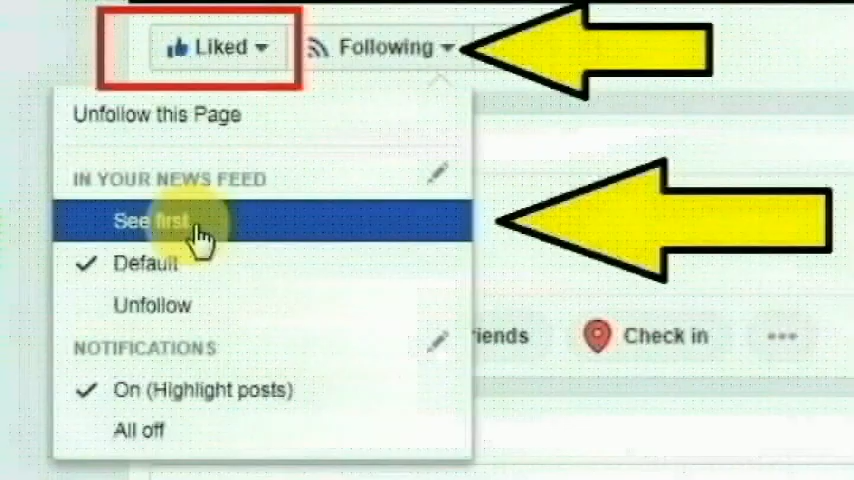 Liked Following
Unfollow this Page
IN YOUR NEWS FEED
See first
Default
Unfollow
NOTIFICATIONS
iends Check in
On (Highlight posts)
All off